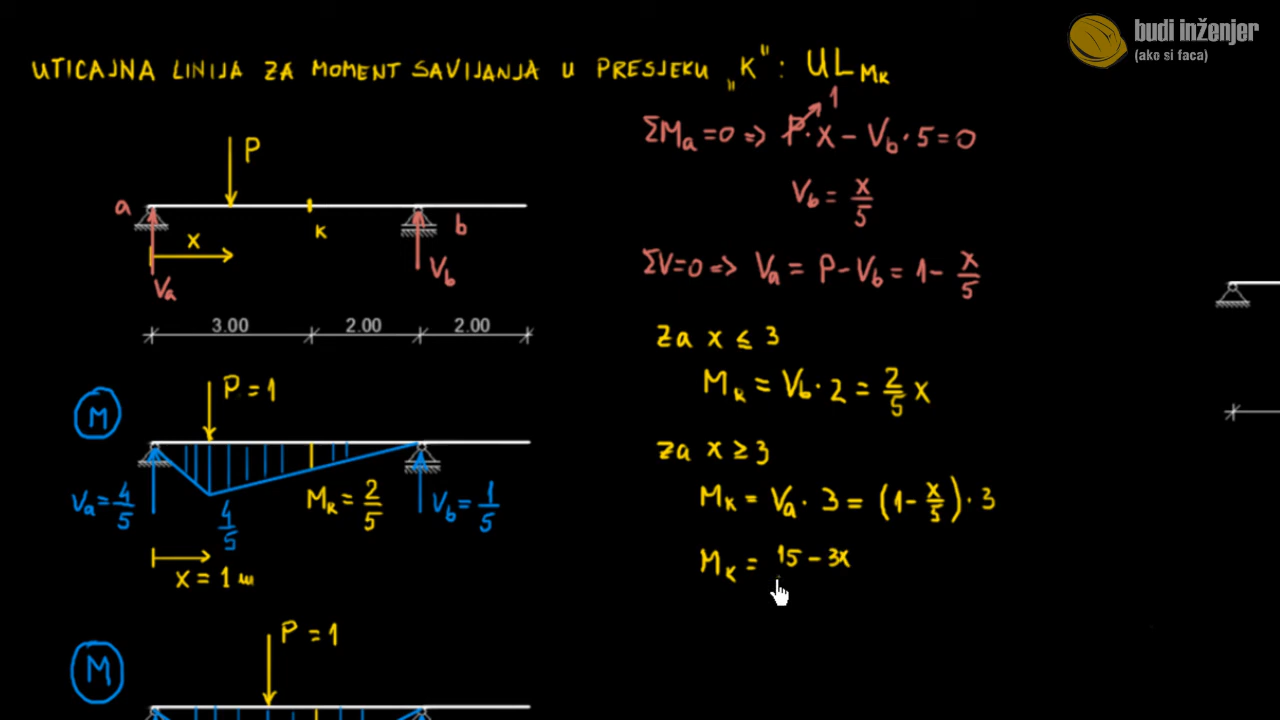 budi inženjer
(ako si faca)
UTICAJNA LINIJA ZA MOMENT SAVIJANJA U PRESJEKU „K": UL_MK
P
a
K
b
x
Va
Vb
3.00 2.00 2.00
M
P = 1
Va = 4/5
4/5
MK = 2/5
Vb = 1/5
x = 1 m
P = 1
M
ΣMa = 0 => P·x - Vb·5 = 0
1
Vb = x/5
ΣV = 0 => Va = P - Vb = 1 - x/5
Za x ≤ 3
MK = Vb · 2 = 2/5 x
za x ≥ 3
MK = Va · 3 = (1 - x/5) · 3
MK = 15 - 3x